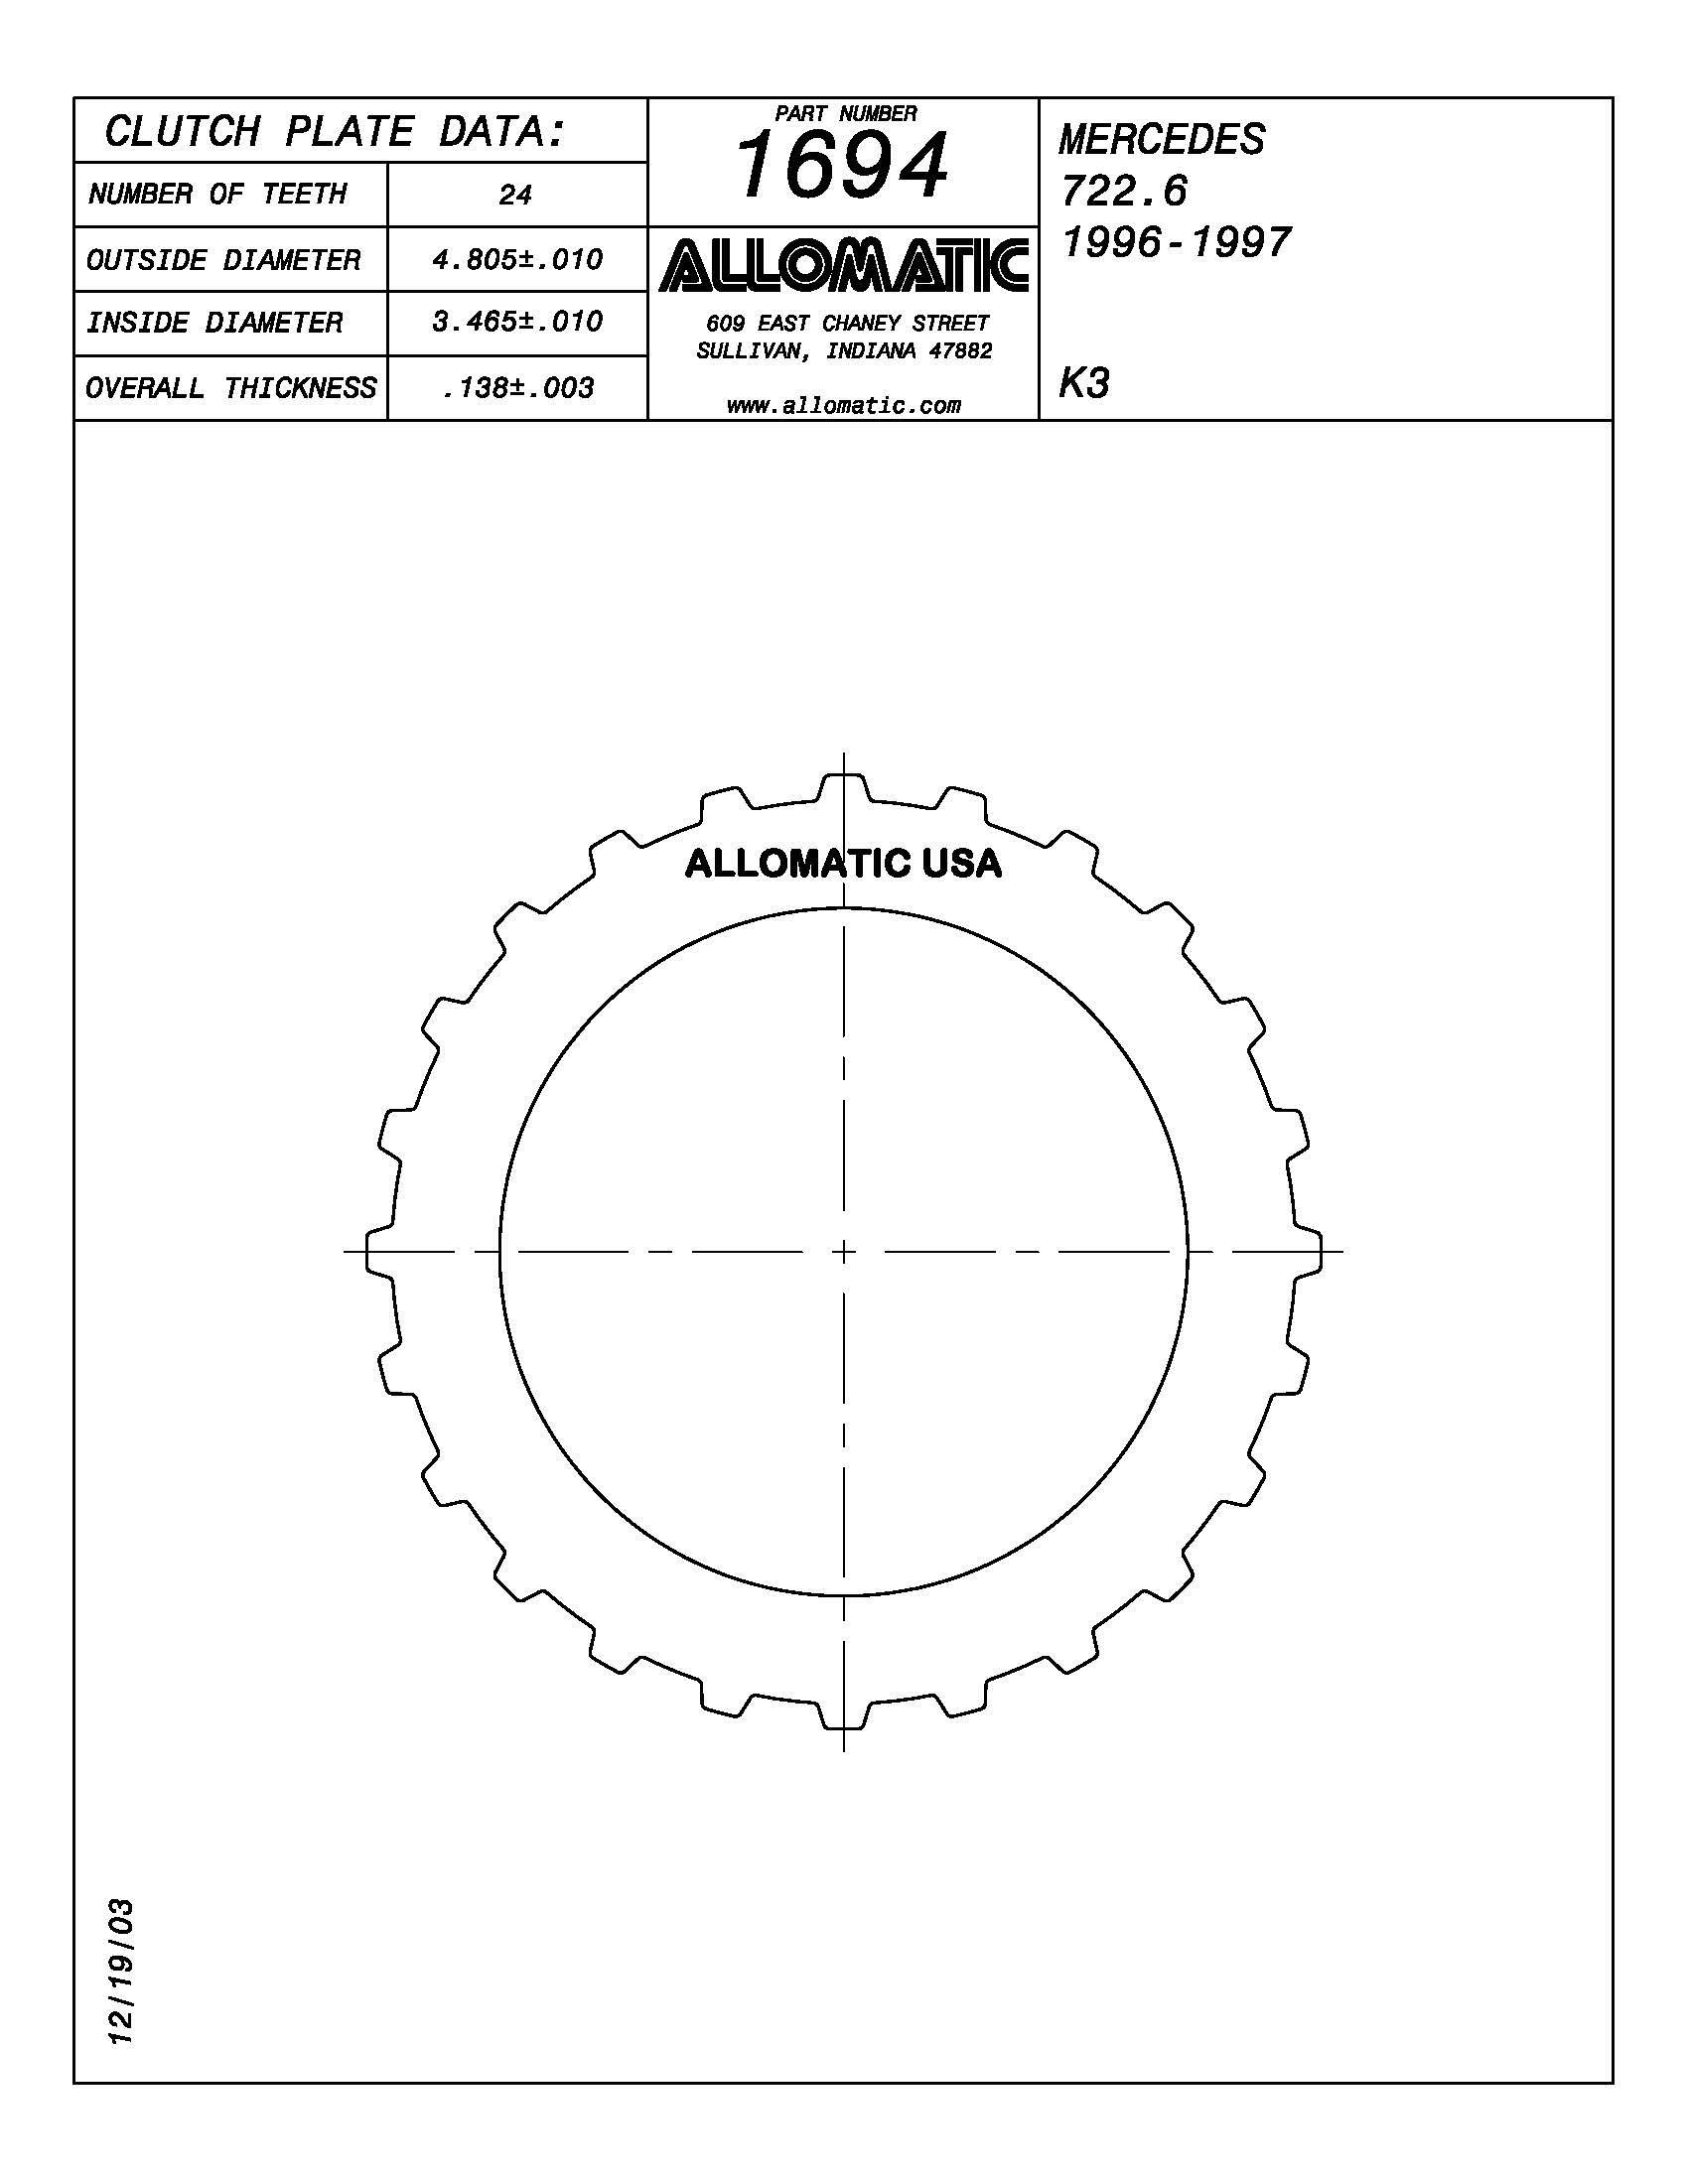 CLUTCH PLATE DATA:
NUMBER OF TEETH 24
OUTSIDE DIAMETER 4.805±.010
INSIDE DIAMETER 3.465±.010
OVERALL THICKNESS .138±.003
PART NUMBER
1694
ALLOMATIC
609 EAST CHANEY STREET
SULLIVAN, INDIANA 47882
www.allomatic.com
MERCEDES
722.6
1996-1997
K3
ALLOMATIC USA
12/19/03